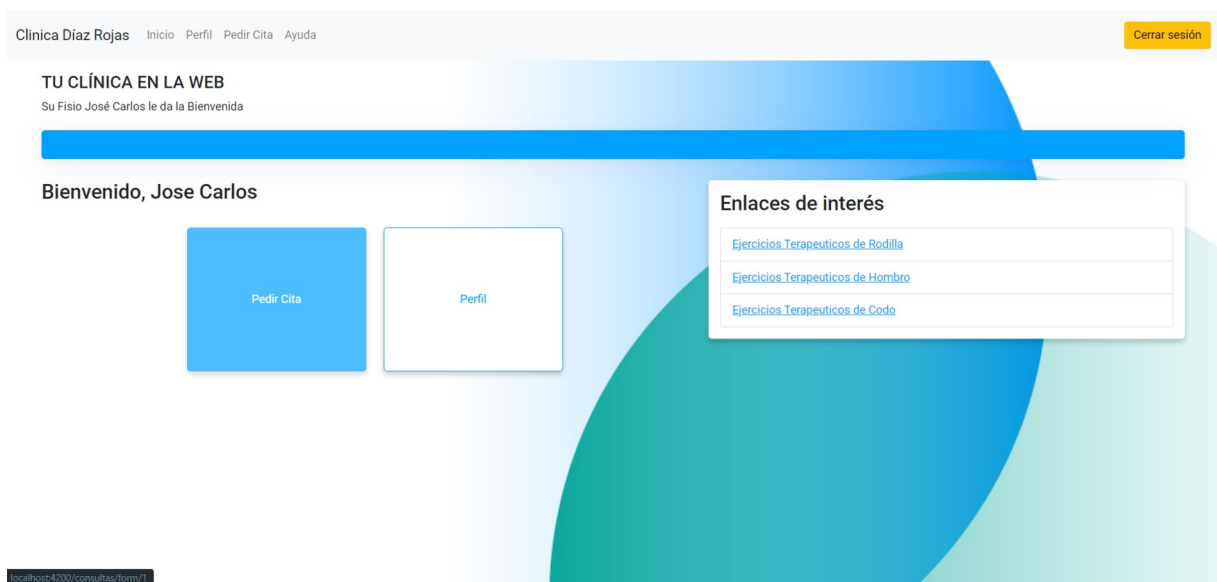 Clinica Díaz Rojas Inicio Perfil Pedir Cita Ayuda Cerrar sesión
TU CLÍNICA EN LA WEB
Su Fisio José Carlos le da la Bienvenida
Bienvenido, Jose Carlos
Pedir Cita
Perfil
Enlaces de interés
Ejercicios Terapeuticos de Rodilla
Ejercicios Terapeuticos de Hombro
Ejercicios Terapeuticos de Codo
localhost:4200/consultas/form/1